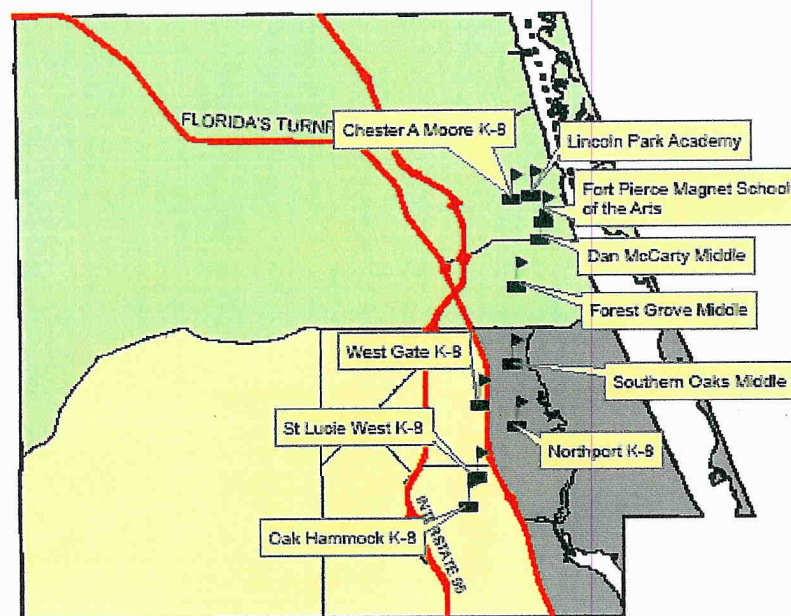 FLORIDA'S TURNP
Chester A Moore K-8
Lincoln Park Academy
Fort Pierce Magnet School
of the Arts
Dan McCarty Middle
Forest Grove Middle
West Gate K-8
Southern Oaks Middle
St Lucie West K-8
Northport K-8
Oak Hammock K-8
INTERSTATE 95